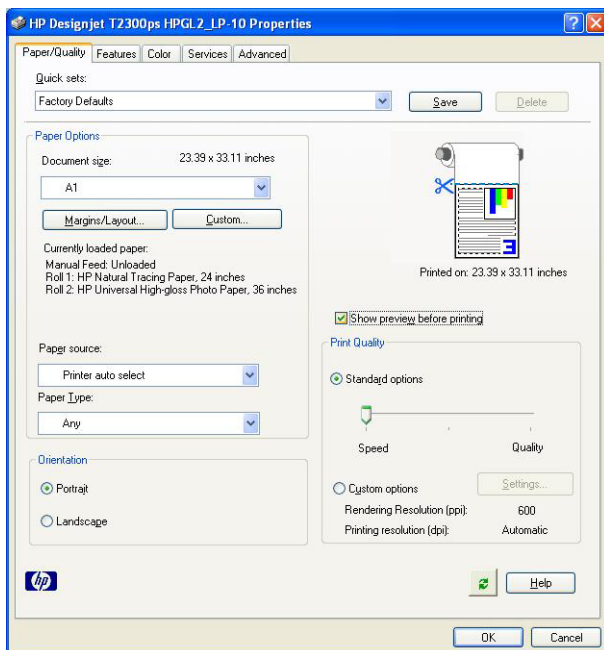 HP Designjet T2300ps HPGL2_LP-10 Properties
Paper/Quality Features Color Services Advanced
Quick sets:
Factory Defaults
Save
Delete
Paper Options
Document size:
23.39 x 33.11 inches
A1
Margins/Layout...
Custom...
Currently loaded paper:
Manual Feed: Unloaded
Roll 1: HP Natural Tracing Paper, 24 inches
Roll 2: HP Universal High-gloss Photo Paper, 36 inches
Paper source:
Printer auto select
Paper Type:
Any
Orientation
Portrait
Landscape
3
Printed on: 23.39 x 33.11 inches
Show preview before printing
Print Quality
Standard options
Speed
Quality
Custom options
Settings...
Rendering Resolution (ppi): 600
Printing resolution (dpi): Automatic
hp
Help
OK
Cancel